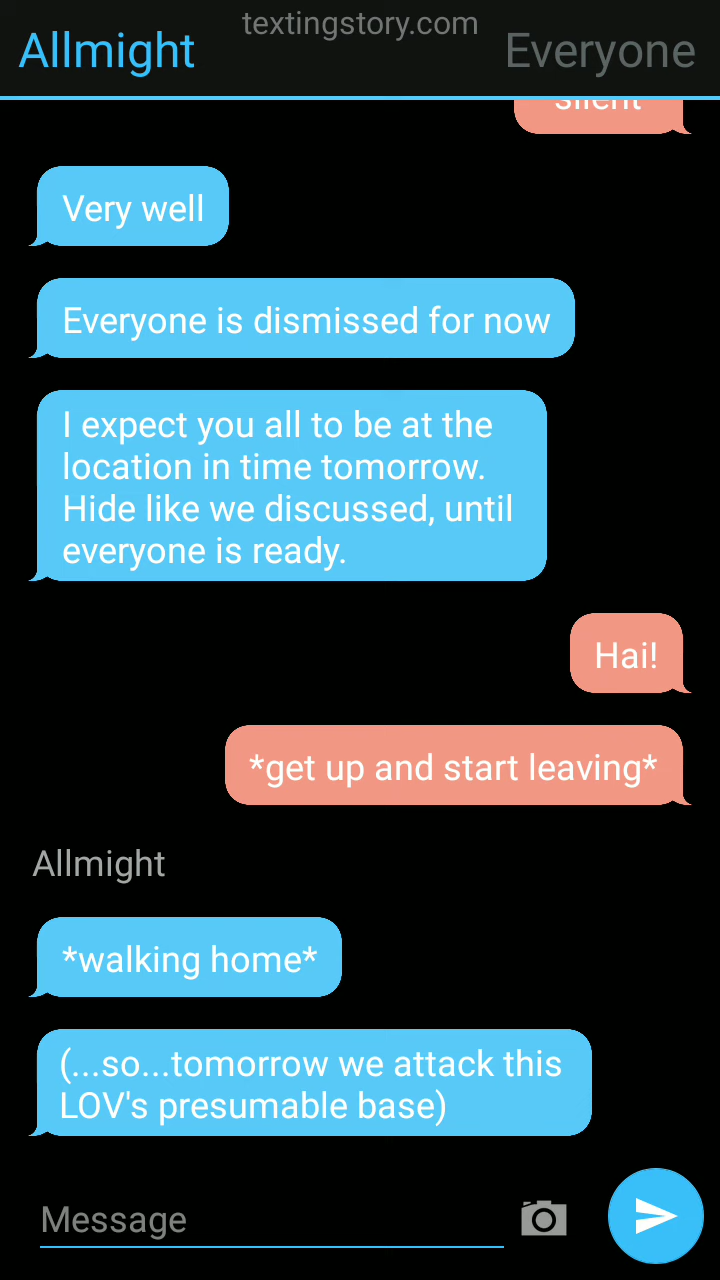 textingstory.com
Allmight
Everyone
silent
Very well
Everyone is dismissed for now
I expect you all to be at the
location in time tomorrow.
Hide like we discussed, until
everyone is ready.
Hai!
*get up and start leaving*
Allmight
*walking home*
(...so...tomorrow we attack this
LOV's presumable base)
Message